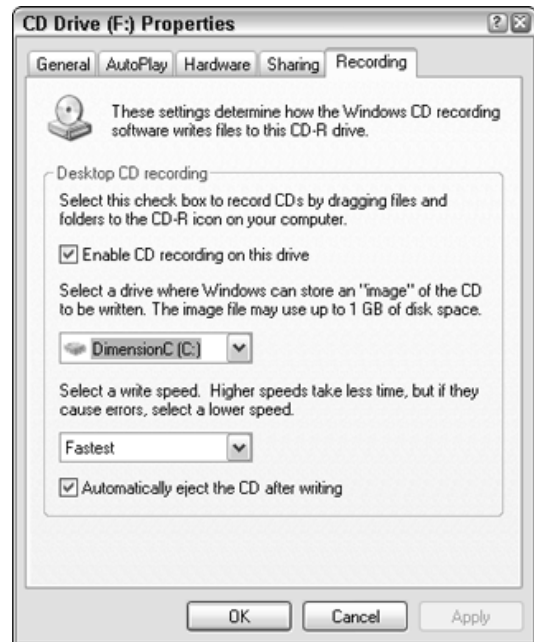 CD Drive (F:) Properties
General AutoPlay Hardware Sharing Recording
These settings determine how the Windows CD recording
software writes files to this CD-R drive.
Desktop CD recording
Select this check box to record CDs by dragging files and
folders to the CD-R icon on your computer.
Enable CD recording on this drive
Select a drive where Windows can store an "image" of the CD
to be written. The image file may use up to 1 GB of disk space.
DimensionC (C:)
Select a write speed. Higher speeds take less time, but if they
cause errors, select a lower speed.
Fastest
Automatically eject the CD after writing
OK Cancel Apply